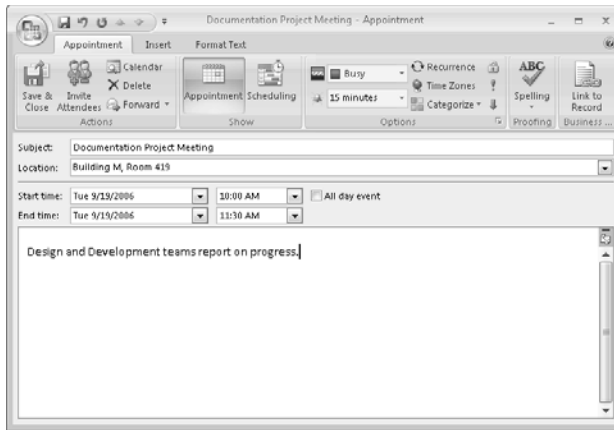 Documentation Project Meeting - Appointment
Appointment Insert Format Text
Save & Close
Invite Attendees
Calendar
Delete
Forward
Actions
Appointment
Scheduling
Show
Busy
15 minutes
Recurrence
Time Zones
Categorize
Options
ABC
Spelling
Proofing
Link to Record
Business ...
Subject: Documentation Project Meeting
Location: Building M, Room 419
Start time: Tue 9/19/2006 10:00 AM All day event
End time: Tue 9/19/2006 11:30 AM
Design and Development teams report on progress.